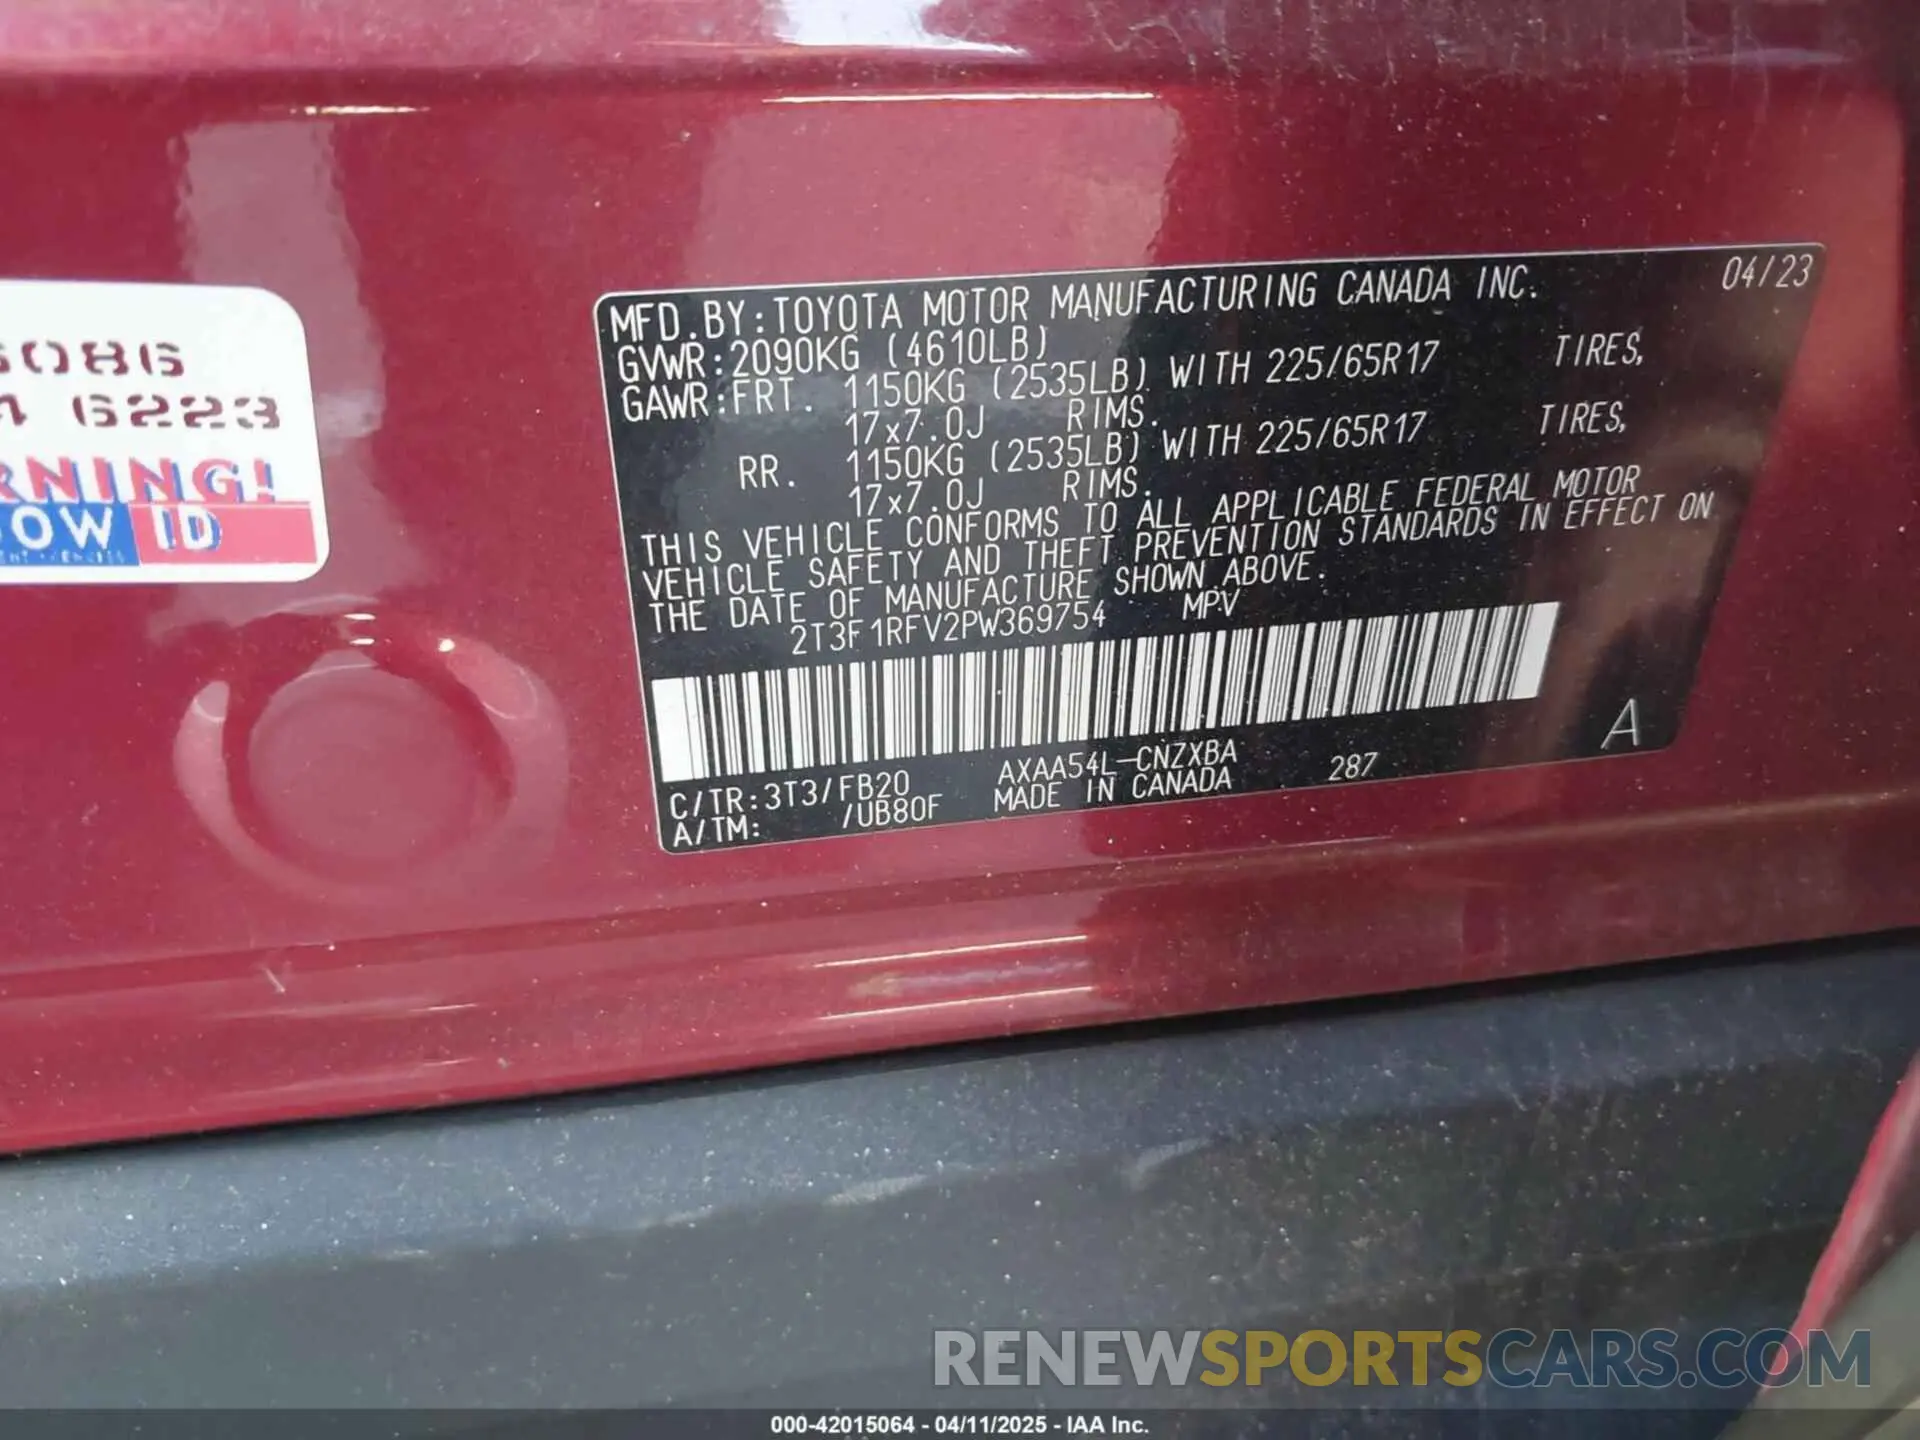 6086
6223
RNING!
OW ID
MFD.BY:TOYOTA MOTOR MANUFACTURING CANADA INC. 04/23
GVWR:2090KG (4610LB)
GAWR:FRT. 1150KG (2535LB) WITH 225/65R17 TIRES,
17x7.0J RIMS.
RR. 1150KG (2535LB) WITH 225/65R17 TIRES,
17x7.0J RIMS.
THIS VEHICLE CONFORMS TO ALL APPLICABLE FEDERAL MOTOR
VEHICLE SAFETY AND THEFT PREVENTION STANDARDS IN EFFECT ON
THE DATE OF MANUFACTURE SHOWN ABOVE.
2T3F1RFV2PW369754 MPV
A
C/TR:3T3/FB20 AXAA54L-CNZXBA 287
A/TM: /UB80F MADE IN CANADA
RENEWSPORTSCARS.COM
000-42015064 - 04/11/2025 - IAA Inc.